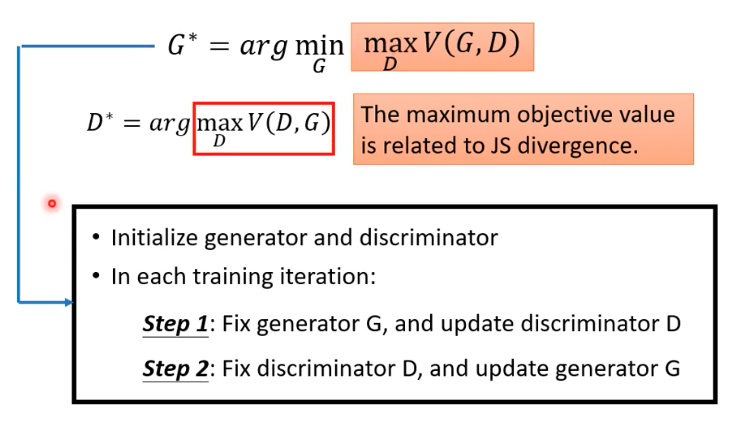 G* = arg min_G max_D V(G, D)
D* = arg max_D V(D, G)
The maximum objective value
is related to JS divergence.
• Initialize generator and discriminator
• In each training iteration:
Step 1: Fix generator G, and update discriminator D
Step 2: Fix discriminator D, and update generator G